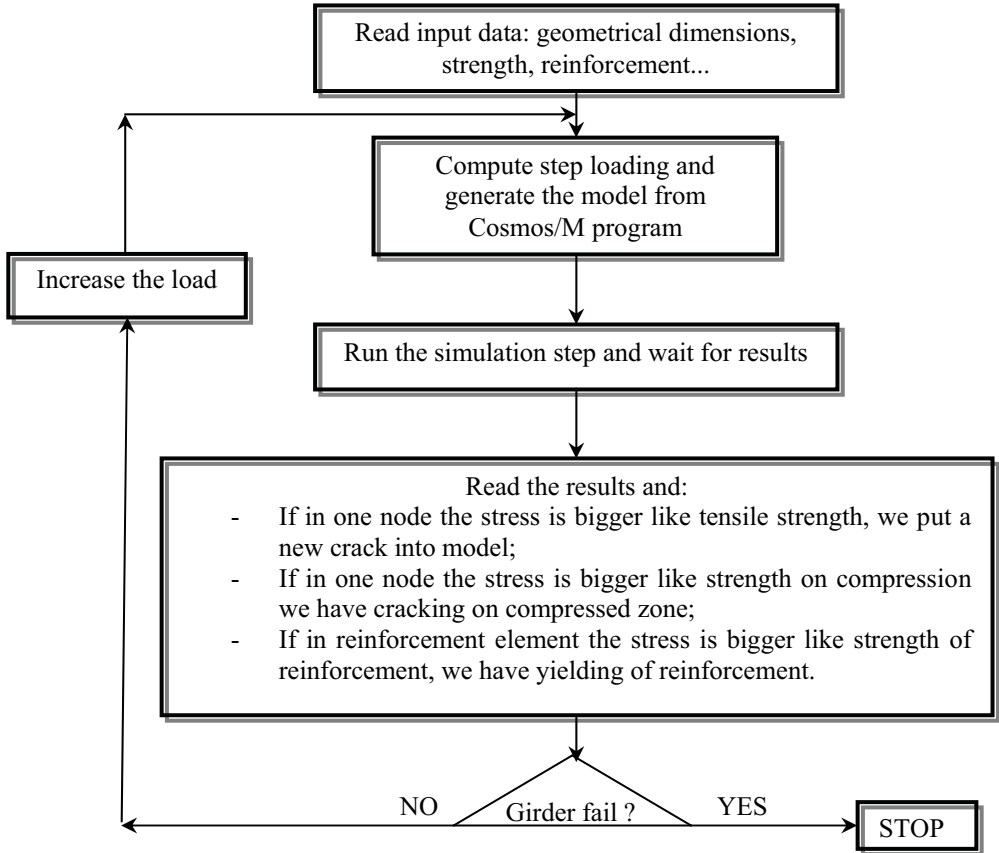 Read input data: geometrical dimensions,
strength, reinforcement...
Compute step loading and
generate the model from
Cosmos/M program
Increase the load
Run the simulation step and wait for results
Read the results and:
- If in one node the stress is bigger like tensile strength, we put a
new crack into model;
- If in one node the stress is bigger like strength on compression
we have cracking on compressed zone;
- If in reinforcement element the stress is bigger like strength of
reinforcement, we have yielding of reinforcement.
NO
Girder fail ?
YES
STOP